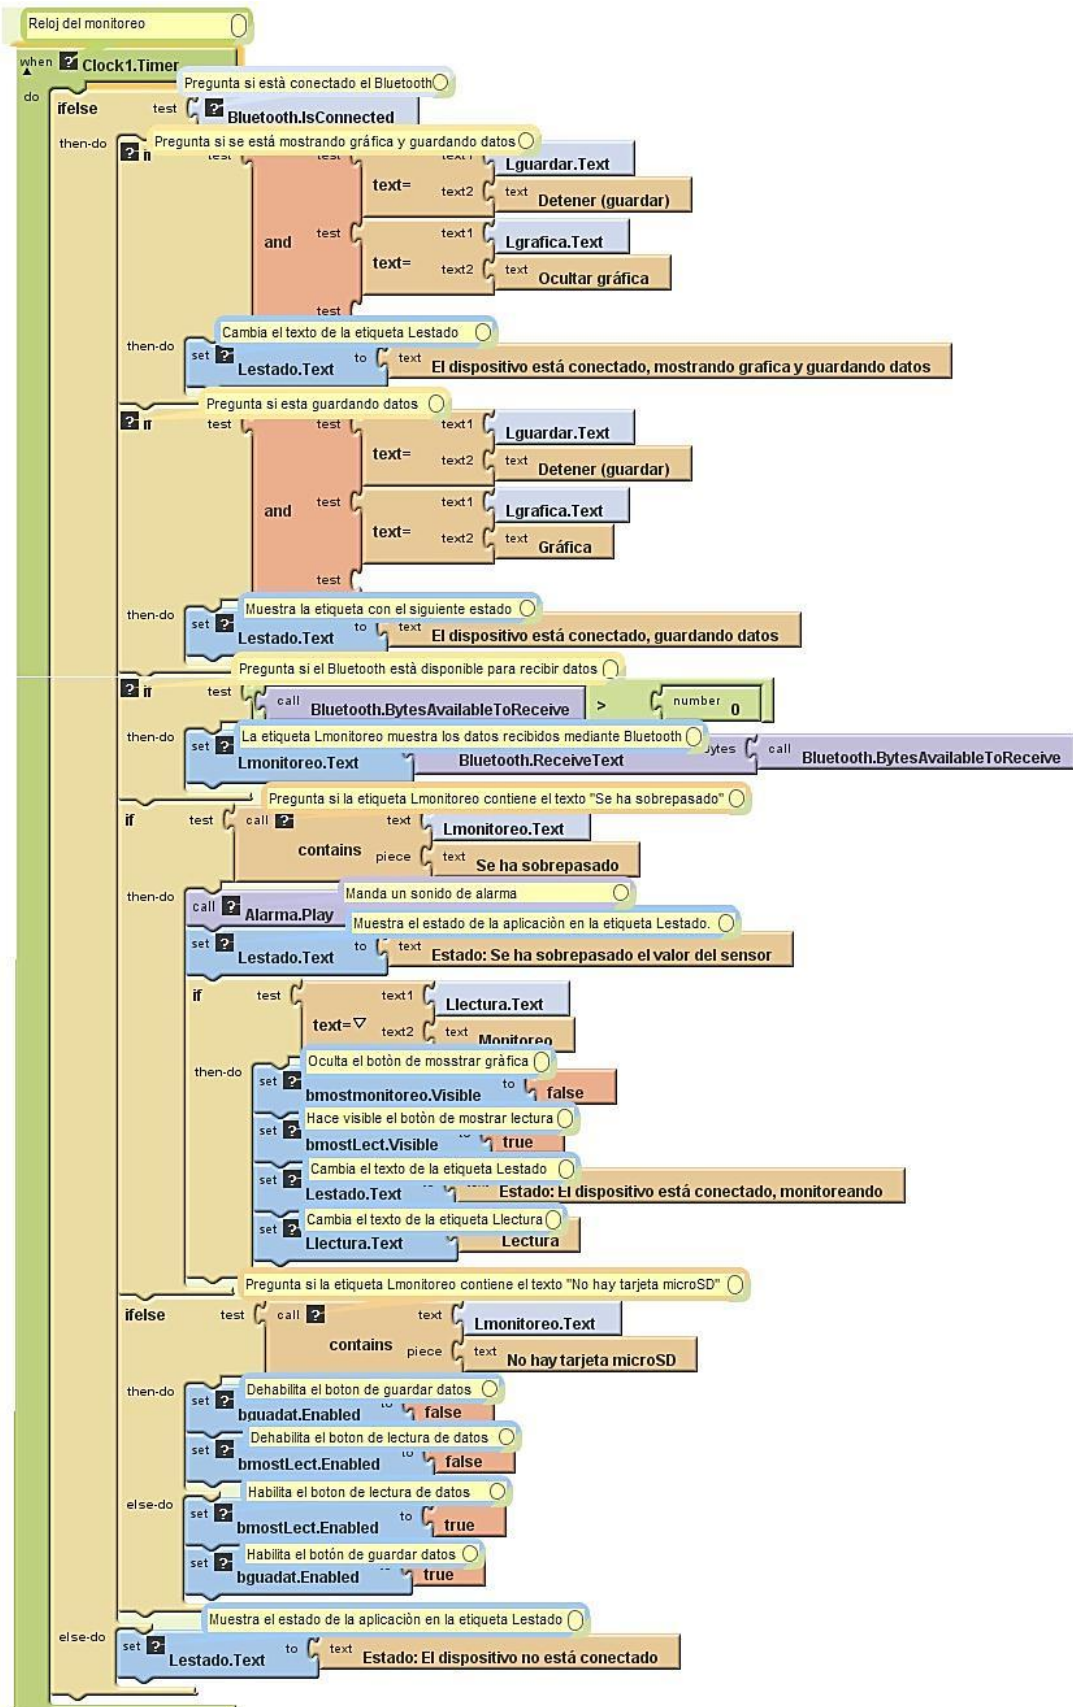 Reloj del monitoreo
when ? Clock1.Timer
do
Pregunta si està conectado el Bluetooth
ifelse test ? Bluetooth.IsConnected
then-do
Pregunta si se está mostrando gráfica y guardando datos
? test text1 Lguardar.Text
text= text2 text Detener (guardar)
and test text1 Lgrafica.Text
text= text2 text Ocultar gráfica
test
Cambia el texto de la etiqueta Lestado
then-do set ? Lestado.Text to text El dispositivo está conectado, mostrando grafica y guardando datos
Pregunta si esta guardando datos
? if test test text1 Lguardar.Text
text= text2 text Detener (guardar)
and test text1 Lgrafica.Text
text= text2 text Gráfica
test
Muestra la etiqueta con el siguiente estado
then-do set ? Lestado.Text to text El dispositivo está conectado, guardando datos
Pregunta si el Bluetooth està disponible para recibir datos
? if test call Bluetooth.BytesAvailableToReceive > number 0
La etiqueta Lmonitoreo muestra los datos recibidos mediante Bluetooth
then-do set ? Lmonitoreo.Text Bluetooth.ReceiveText call Bluetooth.BytesAvailableToReceive
Pregunta si la etiqueta Lmonitoreo contiene el texto "Se ha sobrepasado"
if test call ? text Lmonitoreo.Text
contains piece text Se ha sobrepasado
Manda un sonido de alarma
then-do call ? Alarma.Play
Muestra el estado de la aplicaciòn en la etiqueta Lestado.
set ? Lestado.Text to text Estado: Se ha sobrepasado el valor del sensor
if test text1 Llectura.Text
text= text2 text Monitoreo
Oculta el botòn de mosstrar gràfica
then-do set ? bmostmonitoreo.Visible to false
Hace visible el botòn de mostrar lectura
set ? bmostLect.Visible to true
Cambia el texto de la etiqueta Lestado
set ? Lestado.Text Estado: El dispositivo está conectado, monitoreando
Cambia el texto de la etiqueta Llectura
set ? Llectura.Text Lectura
Pregunta si la etiqueta Lmonitoreo contiene el texto "No hay tarjeta microSD"
ifelse test call ? text Lmonitoreo.Text
contains piece text No hay tarjeta microSD
Dehabilita el boton de guardar datos
then-do set ? bguadat.Enabled to false
Dehabilita el boton de lectura de datos
set ? bmostLect.Enabled to false
Habilita el boton de lectura de datos
else-do set ? bmostLect.Enabled to true
Habilita el botón de guardar datos
set ? bguadat.Enabled true
Muestra el estado de la aplicaciòn en la etiqueta Lestado
else-do set ? Lestado.Text to text Estado: El dispositivo no está conectado